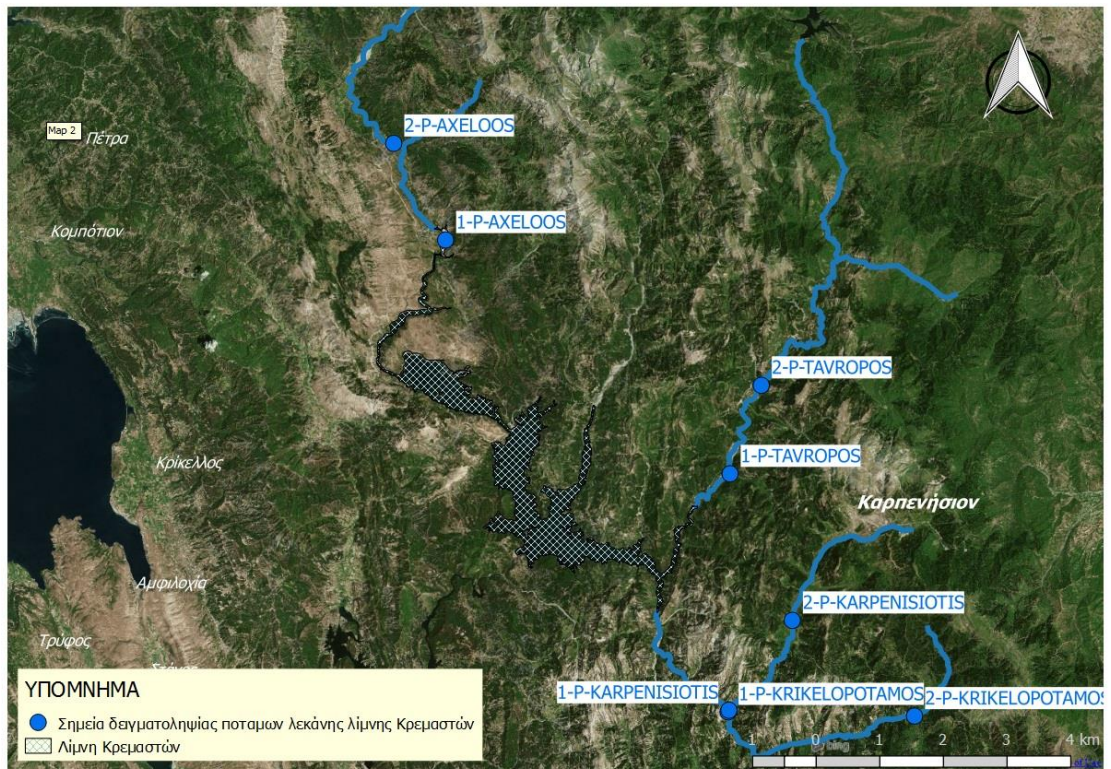 2-P-AXELOOS
Map 2
Πέτρα
1-P-AXELOOS
Κομπότιον
2-P-TAVROPOS
1-P-TAVROPOS
Κρίκελλος
Καρπενήσιον
Αμφιλοχία
2-P-KARPENISIOTIS
Τρύφος
1-P-KARPENISIOTIS
1-P-KRIKELOPOTAMOS
2-P-KRIKELOPOTAMOS
ΥΠΟΜΝΗΜΑ
Σημεία δειγματοληψίας ποταμων λεκάνης λίμνης Κρεμαστών
Λίμνη Κρεμαστών
1 0 1 2 3 4 km
bing